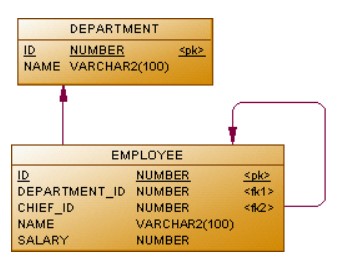 DEPARTMENT
ID NUMBER <pk>
NAME VARCHAR2(100)
EMPLOYEE
ID NUMBER <pk>
DEPARTMENT_ID NUMBER <fk1>
CHIEF_ID NUMBER <fk2>
NAME VARCHAR2(100)
SALARY NUMBER